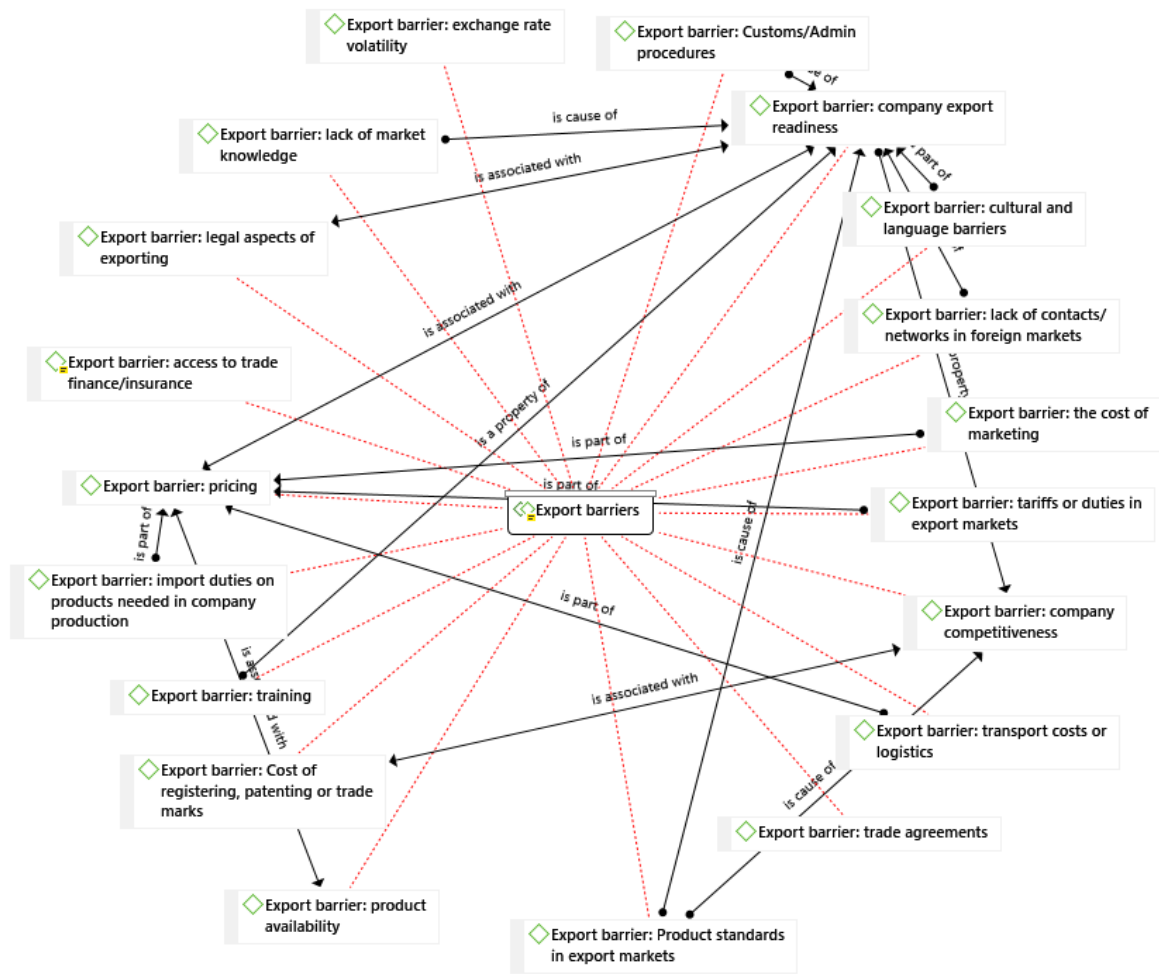 Export barrier: exchange rate
volatility
Export barrier: Customs/Admin
procedures
se of
Export barrier: company export
readiness
is cause of
Export barrier: lack of market
knowledge
is associated with
part of
Export barrier: cultural and
language barriers
Export barrier: legal aspects of
exporting
of
is associated with
Export barrier: lack of contacts/
networks in foreign markets
Export barrier: access to trade
finance/insurance
property
is a property of
Export barrier: the cost of
marketing
is part of
Export barrier: pricing
is part of
Export barriers
Export barrier: tariffs or duties in
export markets
is part of
is cause of
Export barrier: import duties on
products needed in company
production
is part of
Export barrier: company
competitiveness
is ass
d with
Export barrier: training
is associated with
Export barrier: transport costs or
logistics
Export barrier: Cost of
registering, patenting or trade
marks
is cause of
Export barrier: trade agreements
Export barrier: product
availability
Export barrier: Product standards
in export markets